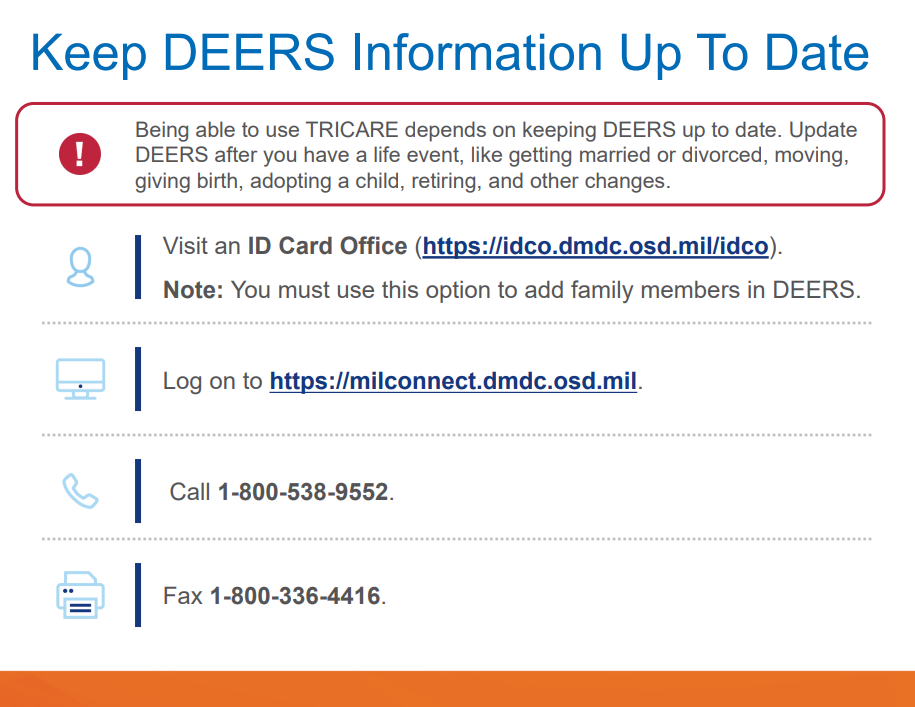 Keep DEERS Information Up To Date
Being able to use TRICARE depends on keeping DEERS up to date. Update
DEERS after you have a life event, like getting married or divorced, moving,
giving birth, adopting a child, retiring, and other changes.
Visit an ID Card Office (https://idco.dmdc.osd.mil/idco).
Note: You must use this option to add family members in DEERS.
Log on to https://milconnect.dmdc.osd.mil.
Call 1-800-538-9552.
Fax 1-800-336-4416.